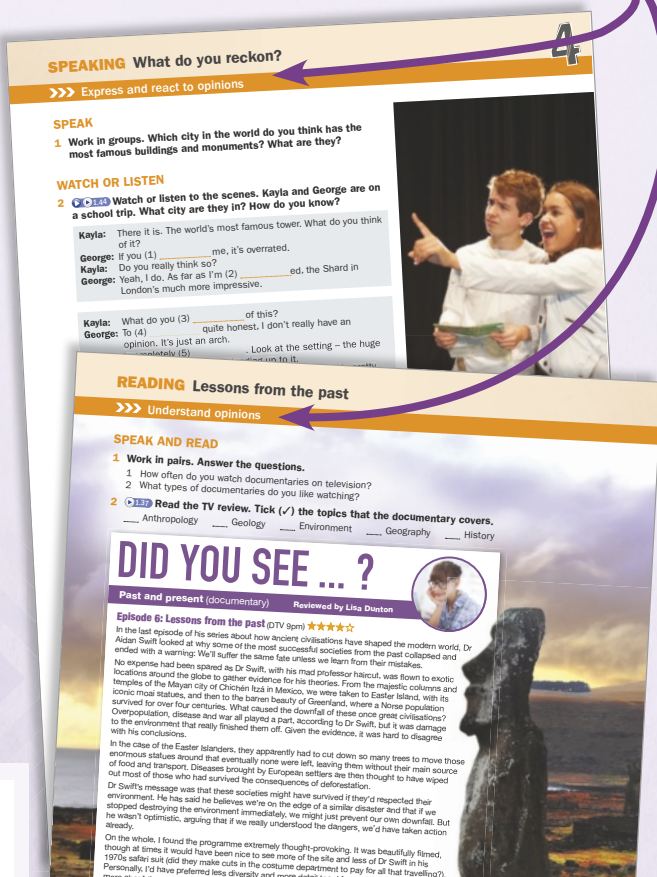 4
SPEAKING What do you reckon?
>>> Express and react to opinions
SPEAK
1 Work in groups. Which city in the world do you think has the
most famous buildings and monuments? What are they?
WATCH OR LISTEN
2 1.44 Watch or listen to the scenes. Kayla and George are on
a school trip. What city are they in? How do you know?
Kayla: There it is. The world's most famous tower. What do you think
of it?
George: If you (1) __________ me, it's overrated.
Kayla: Do you really think so?
George: Yeah, I do. As far as I'm (2) __________ed, the Shard in
London's much more impressive.
Kayla: What do you (3) __________ of this?
George: To (4) __________ quite honest, I don't really have an
opinion. It's just an arch.
(5) __________. Look at the setting – the huge
up to it.
READING Lessons from the past
>>> Understand opinions
SPEAK AND READ
1 Work in pairs. Answer the questions.
1 How often do you watch documentaries on television?
2 What types of documentaries do you like watching?
2 1.37 Read the TV review. Tick (✓) the topics that the documentary covers.
___ Anthropology ___ Geology ___ Environment ___ Geography ___ History
DID YOU SEE ... ?
Past and present (documentary) Reviewed by Lisa Dunton
Episode 6: Lessons from the past (DTV 9pm) ★★★★☆
In the last episode of his series about how ancient civilisations have shaped the modern world, Dr
Aidan Swift looked at why some of the most successful societies from the past collapsed and
ended with a warning: We'll suffer the same fate unless we learn from their mistakes.
No expense had been spared as Dr Swift, with his mad professor haircut, was flown to exotic
locations around the globe to gather evidence for his theories. From the majestic columns and
temples of the Mayan city of Chichén Itzá in Mexico, we were taken to Easter Island, with its
iconic moai statues, and then to the barren beauty of Greenland, where a Norse population
survived for over four centuries. What caused the downfall of these once great civilisations?
Overpopulation, disease and war all played a part, according to Dr Swift, but it was damage
to the environment that really finished them off. Given the evidence, it was hard to disagree
with his conclusions.
In the case of the Easter Islanders, they apparently had to cut down so many trees to move those
enormous statues around that eventually none were left, leaving them without their main source
of food and transport. Diseases brought by European settlers are then thought to have wiped
out most of those who had survived the consequences of deforestation.
Dr Swift's message was that these societies might have survived if they'd respected their
environment. He has said he believes we're on the edge of a similar disaster and that if we
stopped destroying the environment immediately, we might just prevent our own downfall. But
he wasn't optimistic, arguing that if we really understood the dangers, we'd have taken action
already.
On the whole, I found the programme extremely thought-provoking. It was beautifully filmed,
though at times it would have been nice to see more of the site and less of Dr Swift in his
1970s safari suit (did they make cuts in the costume department to pay for all that travelling?).
Personally, I'd have preferred less diversity and more